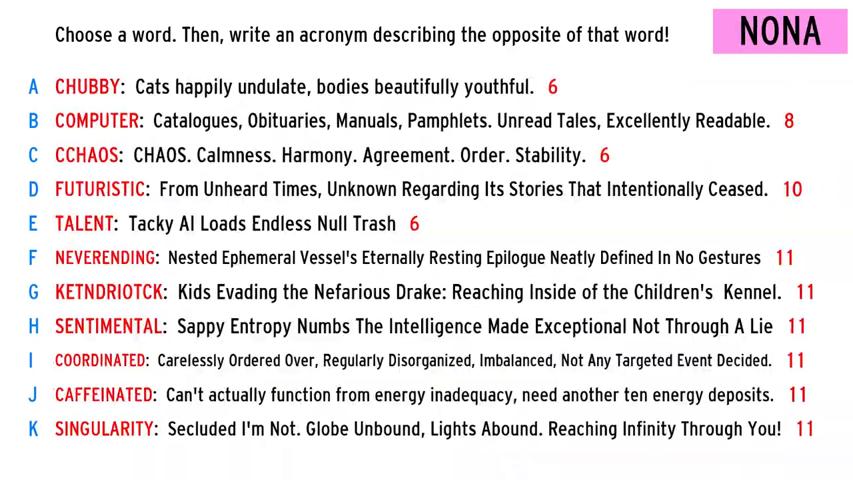 Choose a word. Then, write an acronym describing the opposite of that word!
NONA
A CHUBBY: Cats happily undulate, bodies beautifully youthful. 6
B COMPUTER: Catalogues, Obituaries, Manuals, Pamphlets. Unread Tales, Excellently Readable. 8
C CCHAOS: CHAOS. Calmness. Harmony. Agreement. Order. Stability. 6
D FUTURISTIC: From Unheard Times, Unknown Regarding Its Stories That Intentionally Ceased. 10
E TALENT: Tacky AI Loads Endless Null Trash 6
F NEVERENDING: Nested Ephemeral Vessel's Eternally Resting Epilogue Neatly Defined In No Gestures 11
G KETNDRIOTCK: Kids Evading the Nefarious Drake: Reaching Inside of the Children's Kennel. 11
H SENTIMENTAL: Sappy Entropy Numbs The Intelligence Made Exceptional Not Through A Lie 11
I COORDINATED: Carelessly Ordered Over, Regularly Disorganized, Imbalanced, Not Any Targeted Event Decided. 11
J CAFFEINATED: Can't actually function from energy inadequacy, need another ten energy deposits. 11
K SINGULARITY: Secluded I'm Not. Globe Unbound, Lights Abound. Reaching Infinity Through You! 11